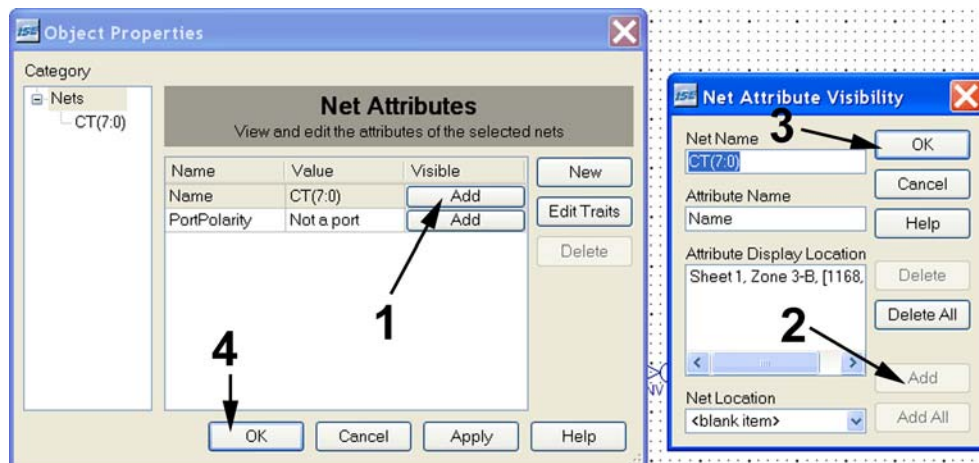 ISE Object Properties
Category
Nets
CT(7:0)
Net Attributes
View and edit the attributes of the selected nets
Name Value Visible
Name CT(7:0) Add
PortPolarity Not a port Add
New
Edit Traits
Delete
1
4
OK Cancel Apply Help
ISE Net Attribute Visibility
Net Name
CT(7:0)
3
OK
Cancel
Attribute Name
Name
Help
Attribute Display Location
Sheet 1, Zone 3-B, [1168,
Delete
Delete All
2
Add
Net Location
<blank item>
Add All
NV